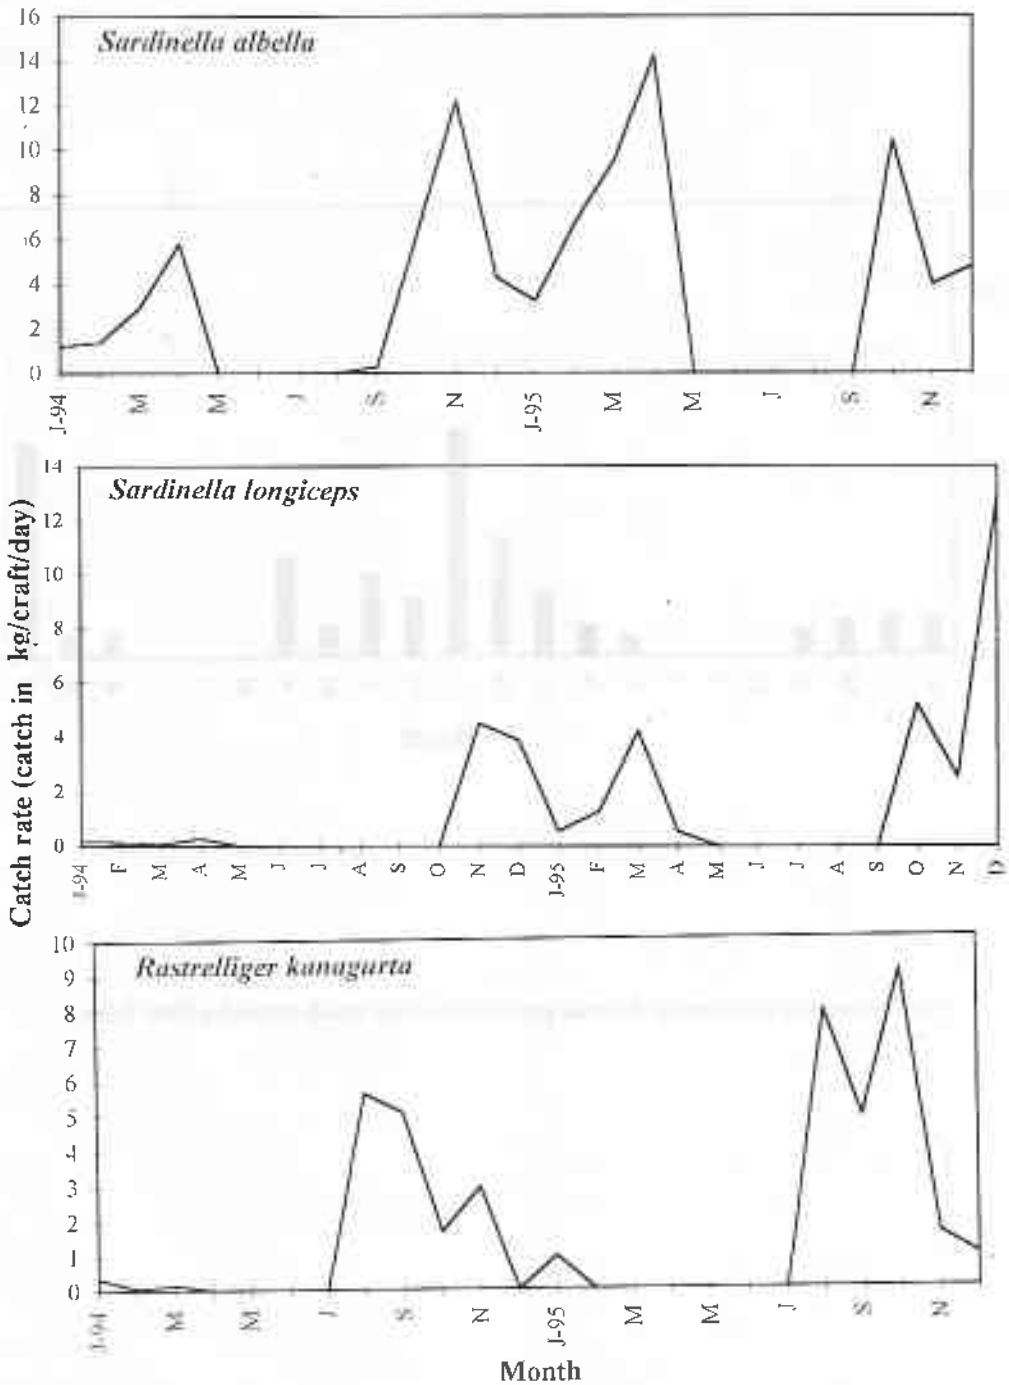 Catch rate (catch in kg/craft/day)
Sardinella albella
16
14
12
10
8
6
4
2
0
J-94
M
M
J
S
N
J-95
M
M
J
S
N
Sardinella longiceps
14
12
10
8
6
4
2
0
J-94
F
M
A
M
J
J
A
S
O
N
D
J-95
F
M
A
M
J
J
A
S
O
N
D
Rastrelliger kanagurta
10
9
8
7
6
5
4
3
2
1
0
J-94
M
M
J
S
N
J-95
M
M
J
S
N
Month